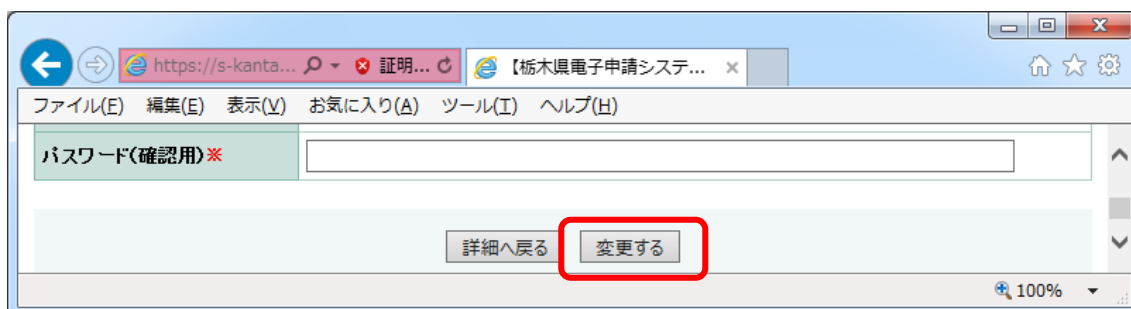 https://s-kanta... 証明... 【栃木県電子申請システ...
ファイル(F) 編集(E) 表示(V) お気に入り(A) ツール(T) ヘルプ(H)
パスワード(確認用)※
詳細へ戻る 変更する
100%